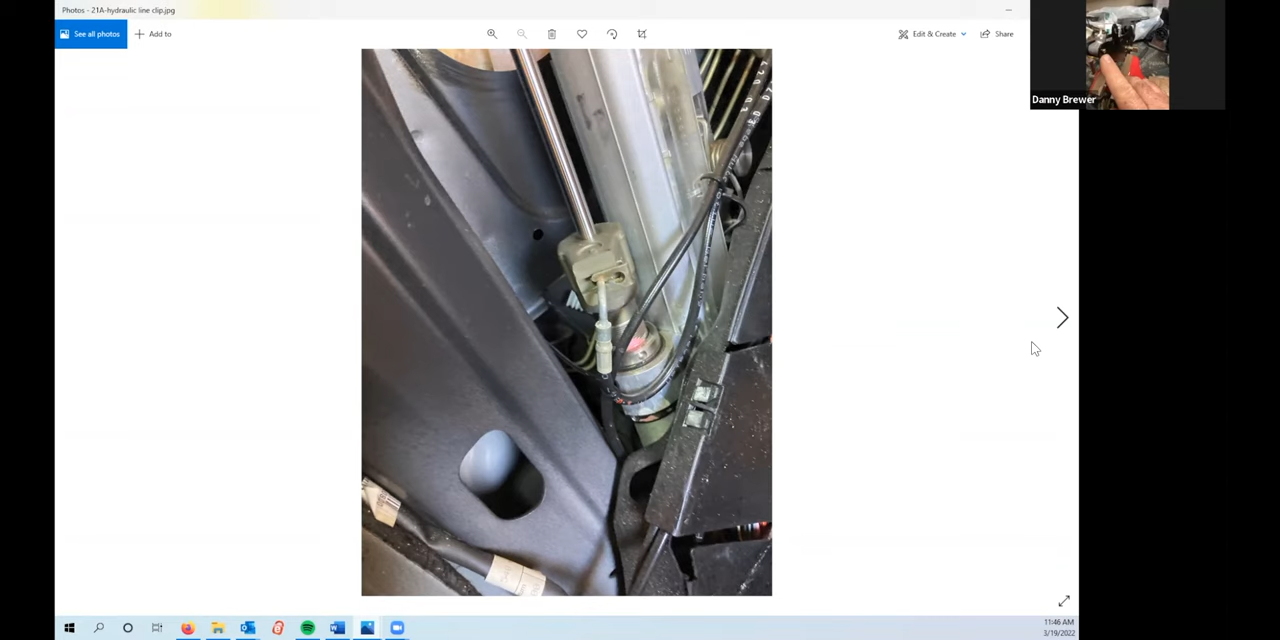 Photos - 21A-hydraulic line clip.jpg
See all photos
Add to
Edit & Create
Share
Danny Brewer
11:46 AM
3/19/2022